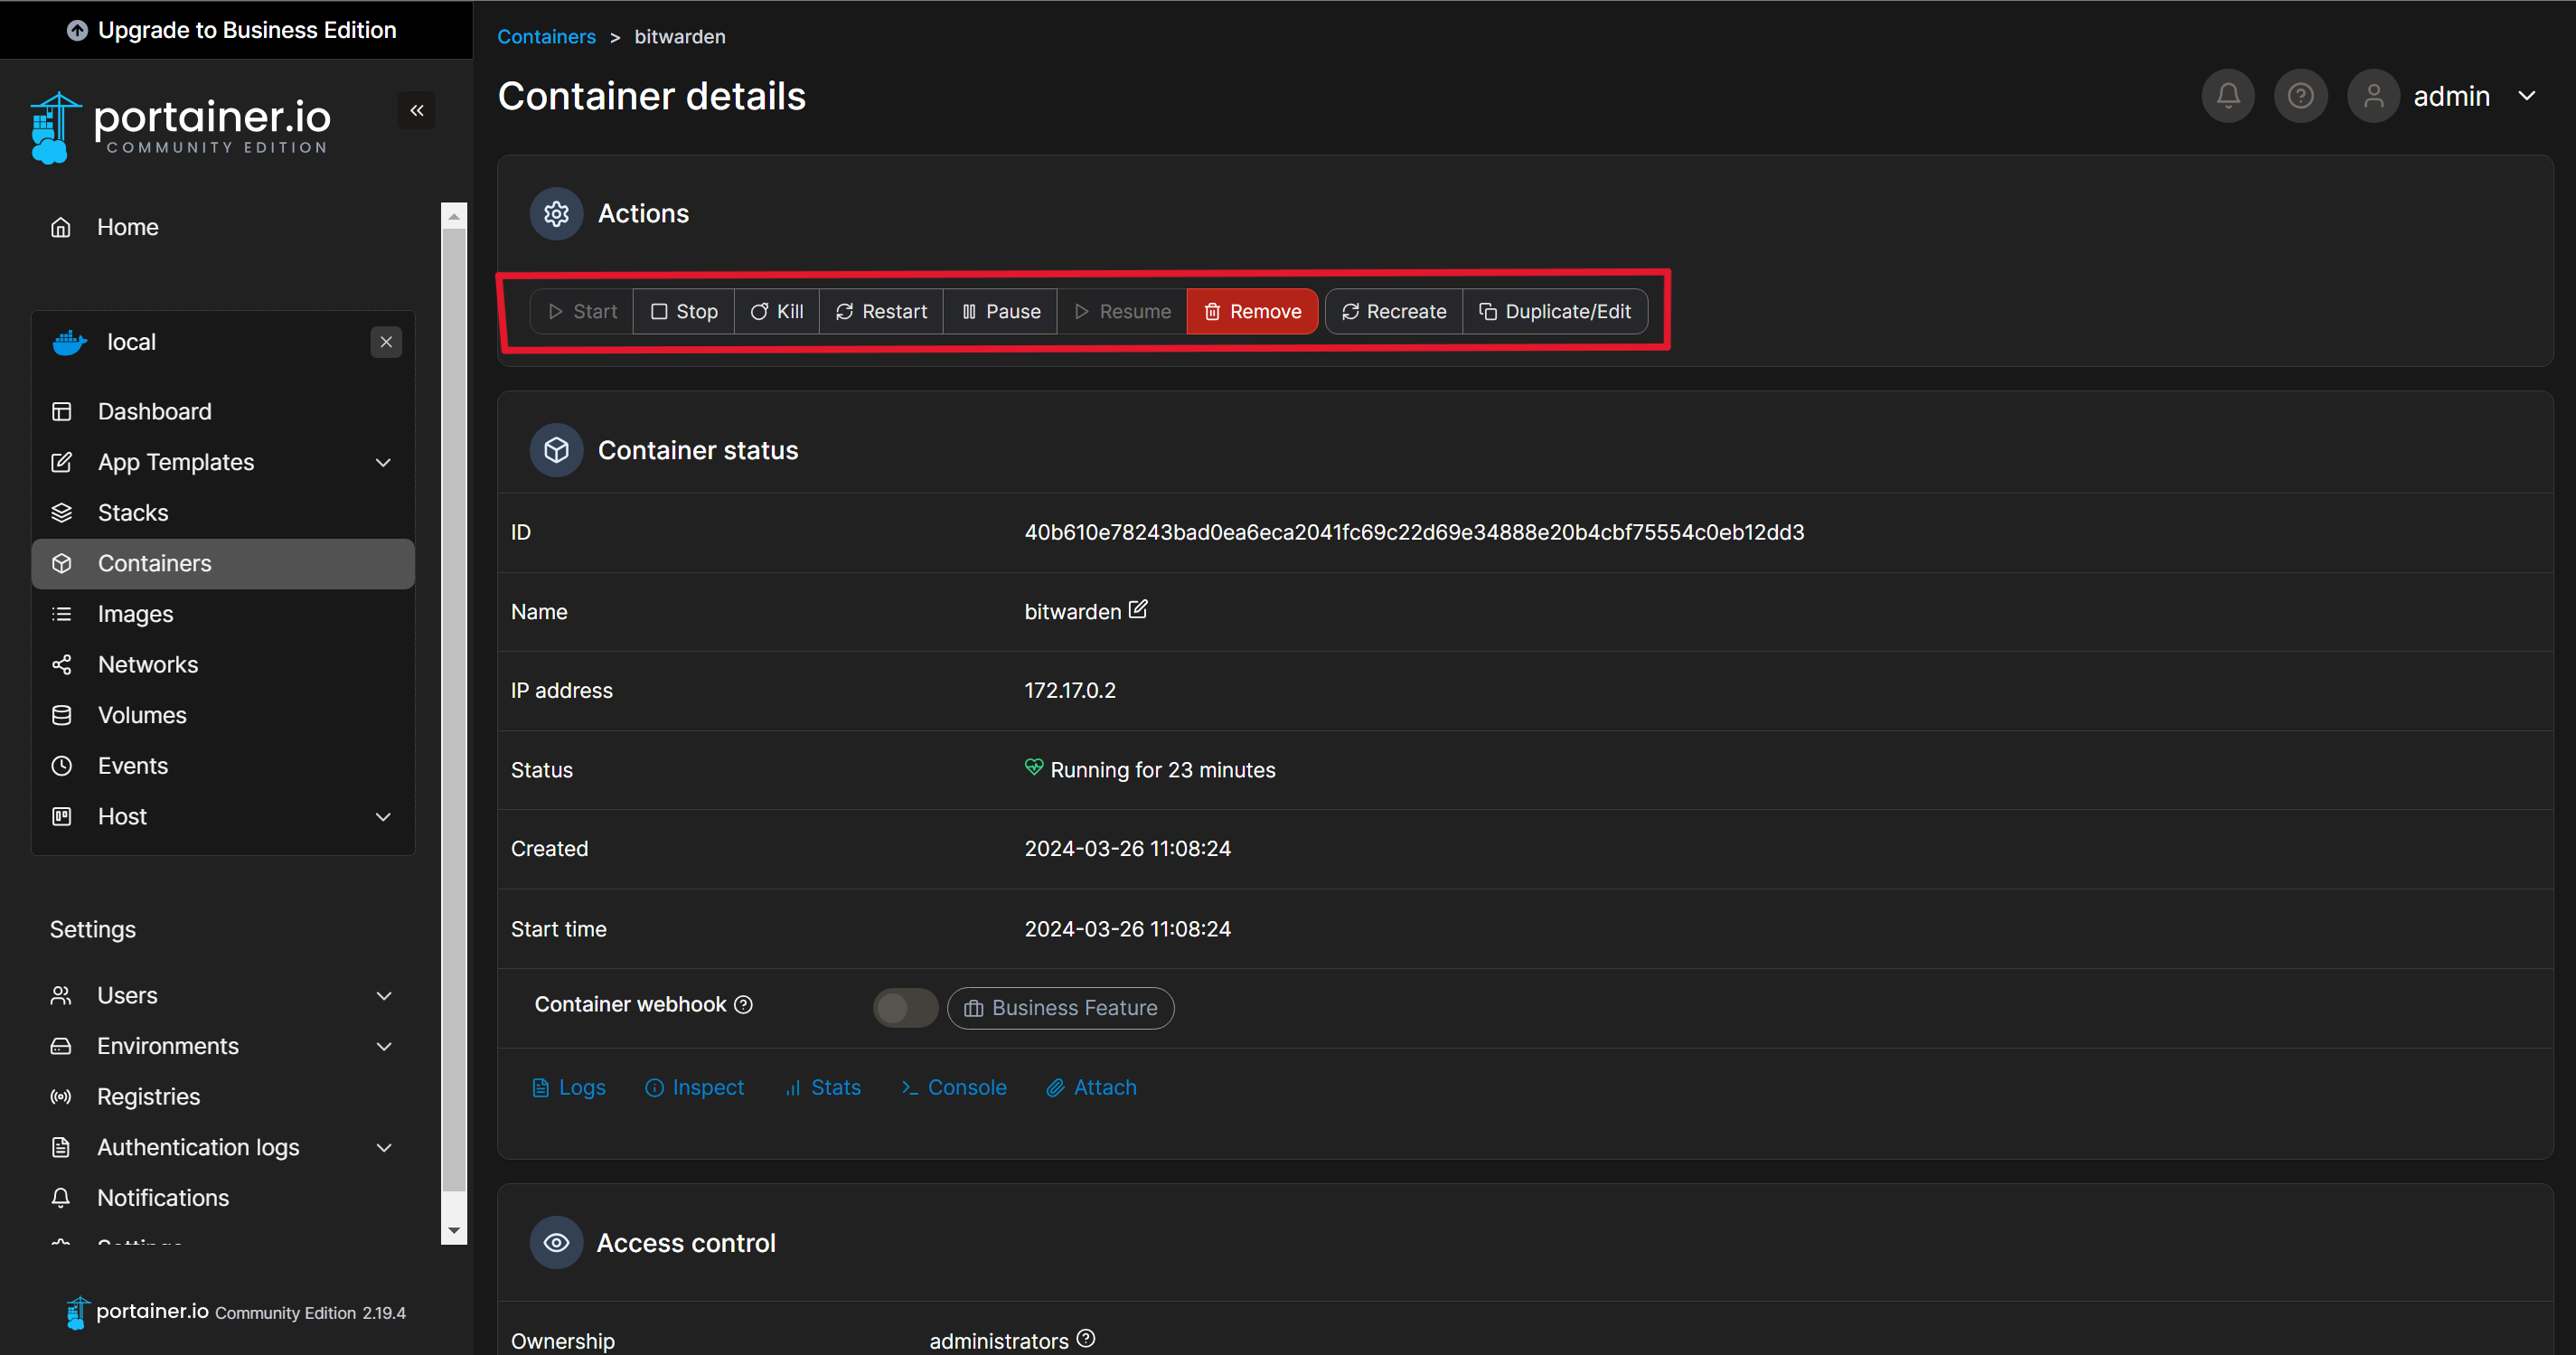 Upgrade to Business Edition
portainer.io
COMMUNITY EDITION
Home
local
Dashboard
App Templates
Stacks
Containers
Images
Networks
Volumes
Events
Host
Settings
Users
Environments
Registries
Authentication logs
Notifications
portainer.io Community Edition 2.19.4
Containers > bitwarden
Container details
admin
Actions
Start Stop Kill Restart Pause Resume Remove Recreate Duplicate/Edit
Container status
ID 40b610e78243bad0ea6eca2041fc69c22d69e34888e20b4cbf75554c0eb12dd3
Name bitwarden
IP address 172.17.0.2
Status Running for 23 minutes
Created 2024-03-26 11:08:24
Start time 2024-03-26 11:08:24
Container webhook Business Feature
Logs Inspect Stats Console Attach
Access control
Ownership administrators